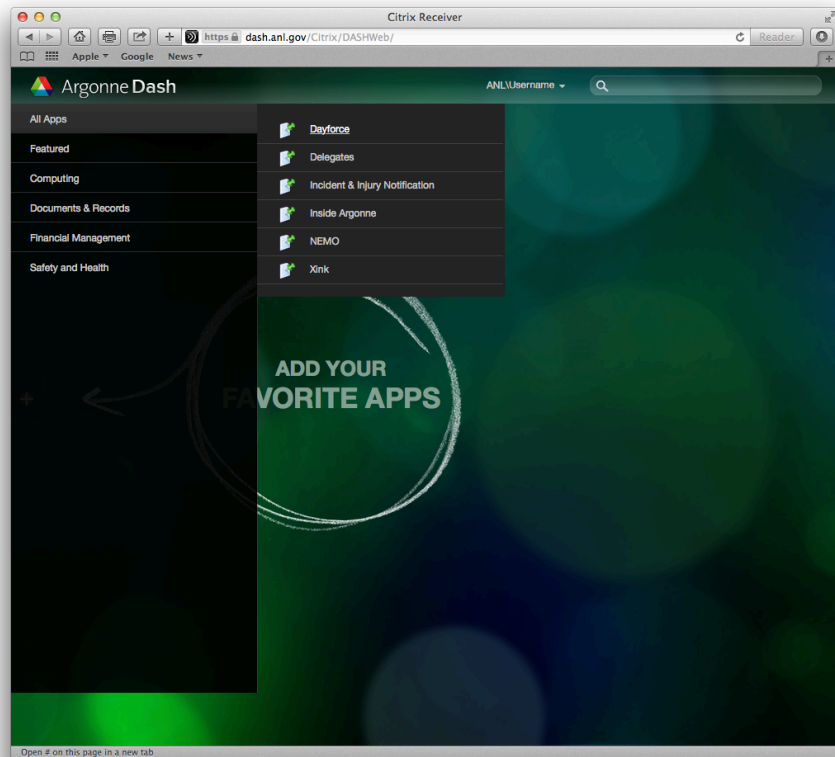 Citrix Receiver
https dash.anl.gov/Citrix/DASHWeb/
Reader
Apple Google News
Argonne Dash
ANL\Username
All Apps
Featured
Computing
Documents & Records
Financial Management
Safety and Health
Dayforce
Delegates
Incident & Injury Notification
Inside Argonne
NEMO
Xink
ADD YOUR
FAVORITE APPS
Open # on this page in a new tab